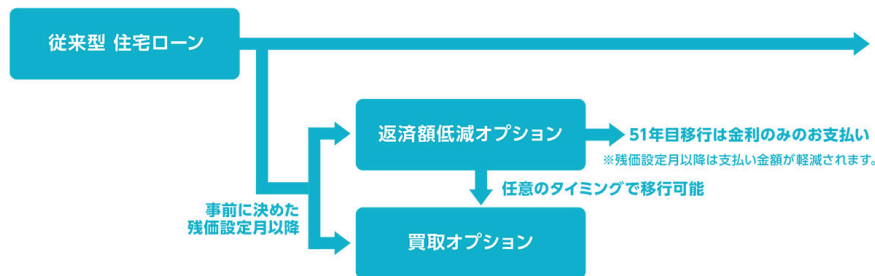 従来型 住宅ローン
返済額低減オプション
51年目移行は金利のみのお支払い
※残価設定月以降は支払い金額が軽減されます。
任意のタイミングで移行可能
事前に決めた
残価設定月以降
買取オプション